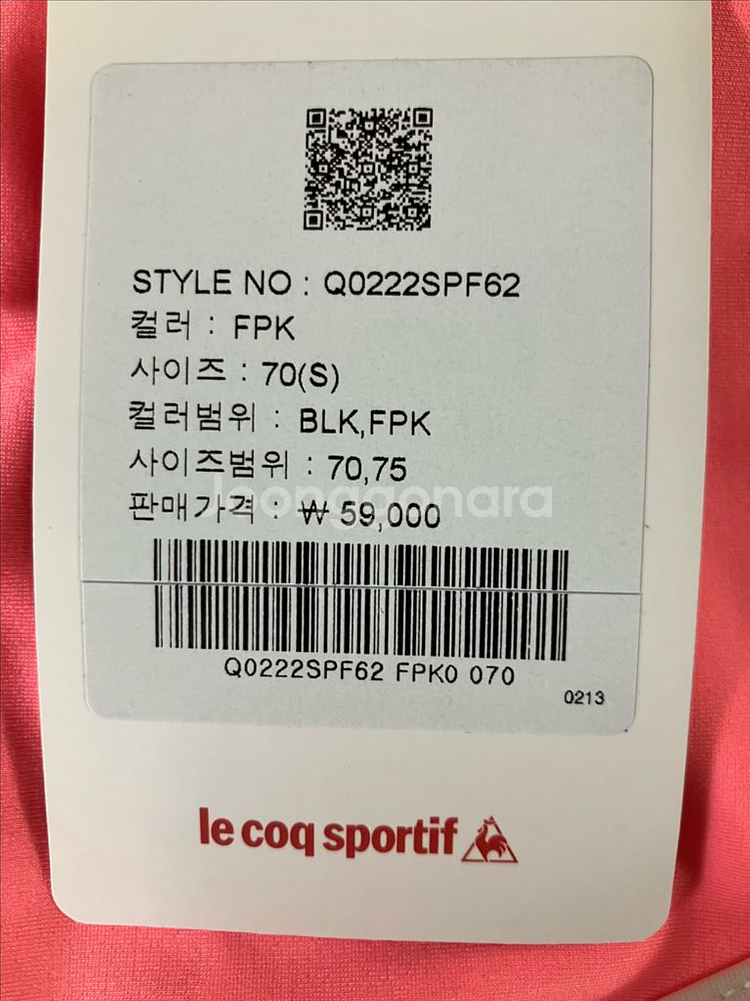 STYLE NO : Q0222SPF62
컬러 : FPK
사이즈 : 70(S)
컬러범위 : BLK,FPK
사이즈범위 : 70,75
판매가격 : ₩ 59,000
joonggonara
Q0222SPF62 FPK0 070
0213
le coq sportif